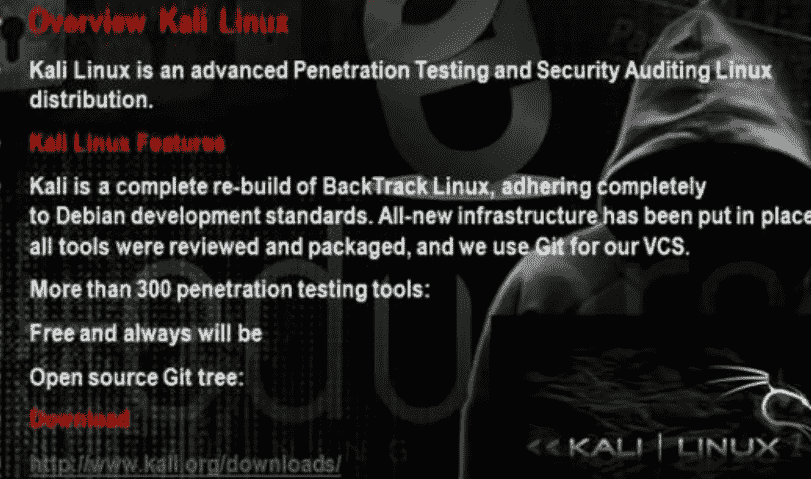 Overview Kali Linux
Kali Linux is an advanced Penetration Testing and Security Auditing Linux
distribution.
Kali Linux Features
Kali is a complete re-build of BackTrack Linux, adhering completely
to Debian development standards. All-new infrastructure has been put in place
all tools were reviewed and packaged, and we use Git for our VCS.
More than 300 penetration testing tools:
Free and always will be
Open source Git tree:
Download
http://www.kali.org/downloads/
<< KALI | LINUX